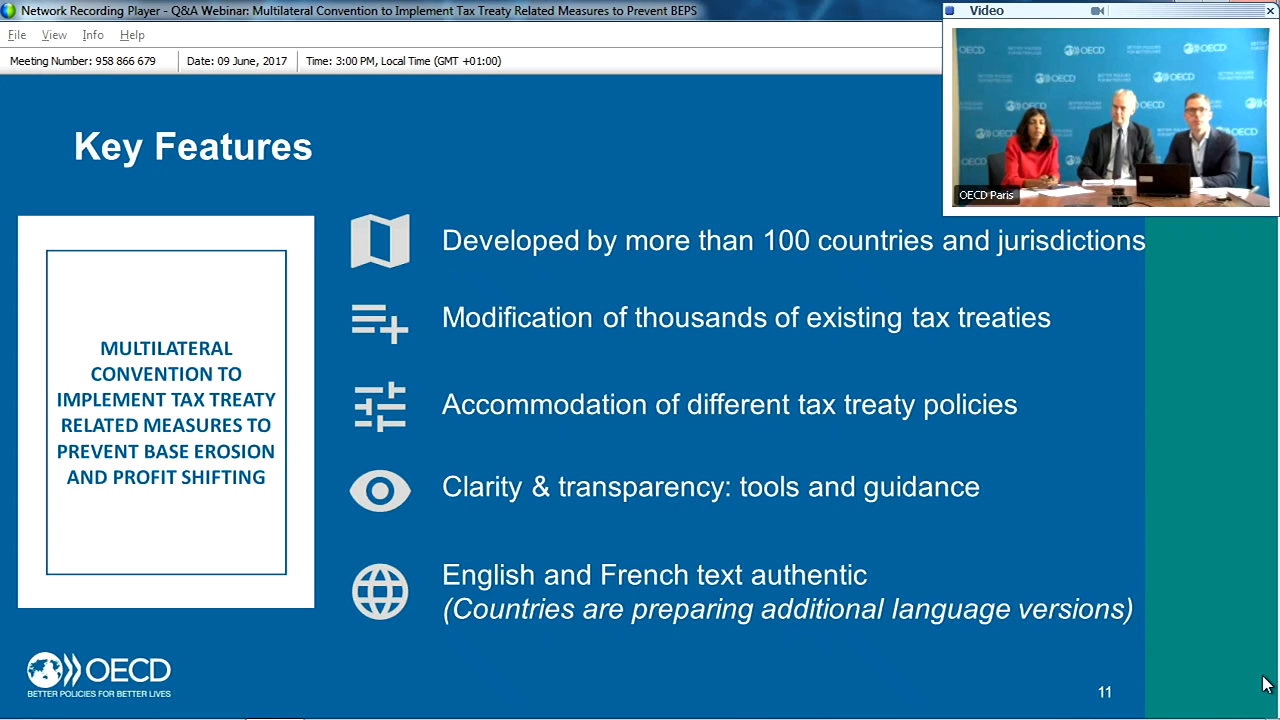 Network Recording Player - Q&A Webinar: Multilateral Convention to Implement Tax Treaty Related Measures to Prevent BEPS
File View Info Help
Meeting Number: 958 866 679
Date: 09 June, 2017
Time: 3:00 PM, Local Time (GMT +01:00)
Video
OECD
OECD Paris
Key Features
MULTILATERAL
CONVENTION TO
IMPLEMENT TAX TREATY
RELATED MEASURES TO
PREVENT BASE EROSION
AND PROFIT SHIFTING
Developed by more than 100 countries and jurisdictions
Modification of thousands of existing tax treaties
Accommodation of different tax treaty policies
Clarity & transparency: tools and guidance
English and French text authentic
(Countries are preparing additional language versions)
OECD
BETTER POLICIES FOR BETTER LIVES
11